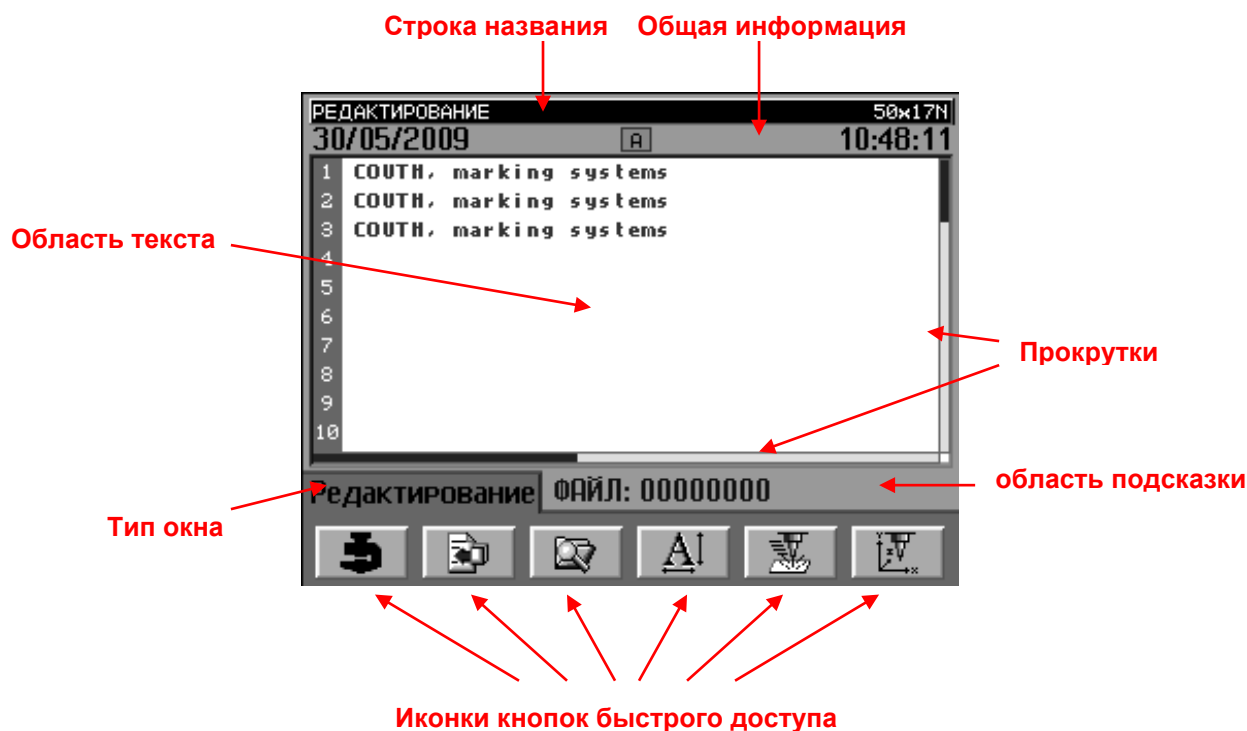 Строка названия Общая информация
РЕДАКТИРОВАНИЕ 50x17N
30/05/2009 A 10:48:11
1 COUTH, marking systems
2 COUTH, marking systems
3 COUTH, marking systems
4
5
6
7
8
9
10
Область текста
Прокрутки
Редактирование ФАЙЛ: 00000000
область подсказки
Тип окна
A
Иконки кнопок быстрого доступа